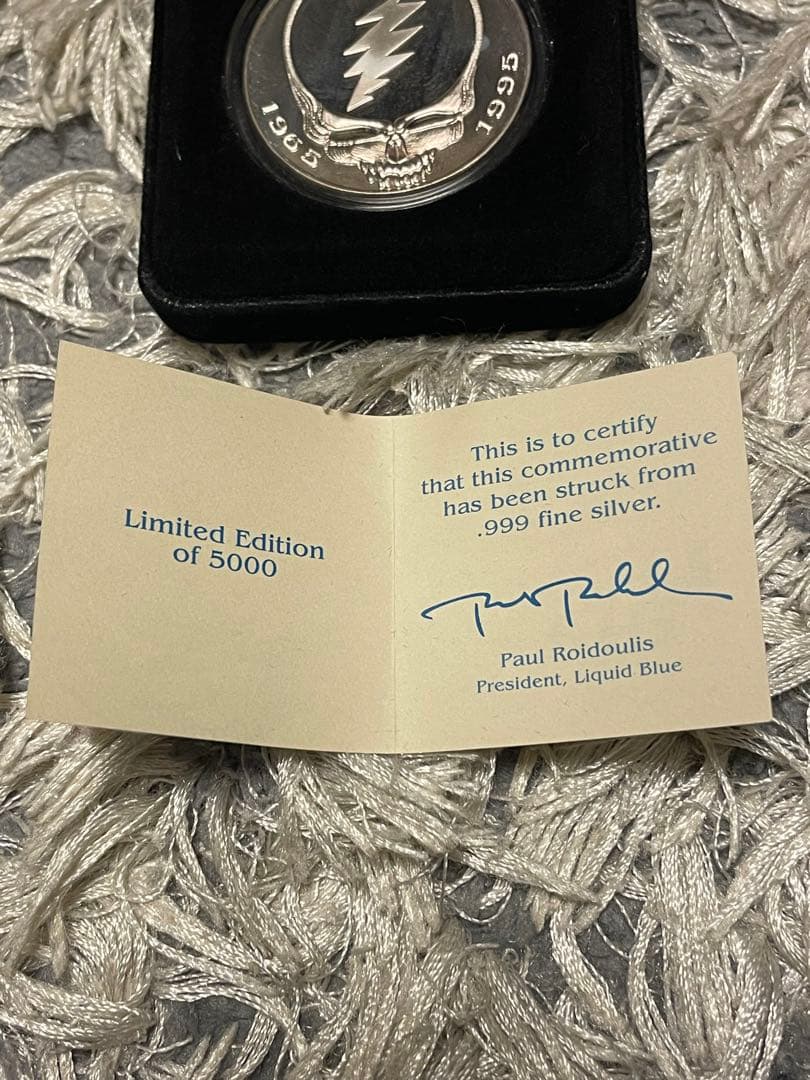 1965
1995
Limited Edition
of 5000
This is to certify
that this commemorative
has been struck from
.999 fine silver.
Paul Roidoulis
President, Liquid Blue